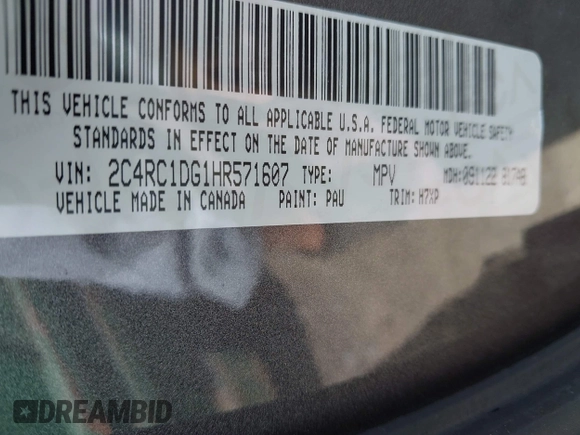 THIS VEHICLE CONFORMS TO ALL APPLICABLE U.S.A. FEDERAL MOTOR VEHICLE SAFETY
STANDARDS IN EFFECT ON THE DATE OF MANUFACTURE SHOWN ABOVE.
VIN: 2C4RC1DG1HR571607 TYPE: MPV MDH:
VEHICLE MADE IN CANADA PAINT: PAU TRIM: H7XP
DREAMBID